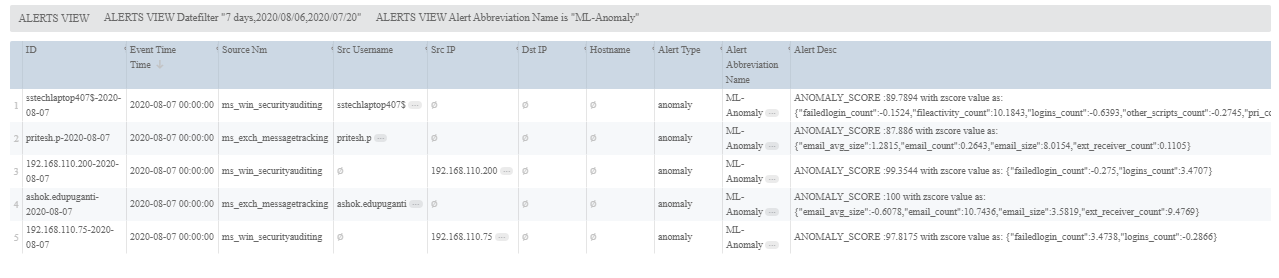 ALERTS VIEW ALERTS VIEW Datefilter "7 days,2020/08/06,2020/07/20" ALERTS VIEW Alert Abbreviation Name is "ML-Anomaly"
ID Event Time Source Nm Src Username Src IP Dst IP Hostname Alert Type Alert Alert Desc
Time ↓ Abbreviation
Name
sstechlaptop407$-2020- ML- ANOMALY_SCORE :89.7894 with zscore value as:
1 08-07 2020-08-07 00:00:00 ms_win_securityauditing sstechlaptop407$ ··· ∅ ∅ ∅ anomaly Anomaly ··· {"failedlogin_count":-0.1524,"fileactivity_count":10.1843,"logins_count":-0.6393,"other_scripts_count":-0.2745,"pri_co
2 pritesh.p-2020-08-07 2020-08-07 00:00:00 ms_exch_messagetracking pritesh.p ··· ∅ ∅ ∅ anomaly ML- ANOMALY_SCORE :87.886 with zscore value as:
Anomaly ··· {"email_avg_size":1.2815,"email_count":0.2643,"email_size":8.0154,"ext_receiver_count":0.1105}
3 192.168.110.200-2020- 2020-08-07 00:00:00 ms_win_securityauditing ∅ 192.168.110.200 ··· ∅ ∅ anomaly ML- ANOMALY_SCORE :99.3544 with zscore value as: {"failedlogin_count":-0.275,"logins_count":3.4707}
08-07 Anomaly ···
4 ashok.edupuganti- 2020-08-07 00:00:00 ms_exch_messagetracking ashok.edupuganti ··· ∅ ∅ ∅ anomaly ML- ANOMALY_SCORE :100 with zscore value as:
2020-08-07 Anomaly ··· {"email_avg_size":-0.6078,"email_count":10.7436,"email_size":3.5819,"ext_receiver_count":9.4769}
5 192.168.110.75-2020- 2020-08-07 00:00:00 ms_win_securityauditing ∅ 192.168.110.75 ··· ∅ ∅ anomaly ML- ANOMALY_SCORE :97.8175 with zscore value as: {"failedlogin_count":3.4738,"logins_count":-0.2866}
08-07 Anomaly ···